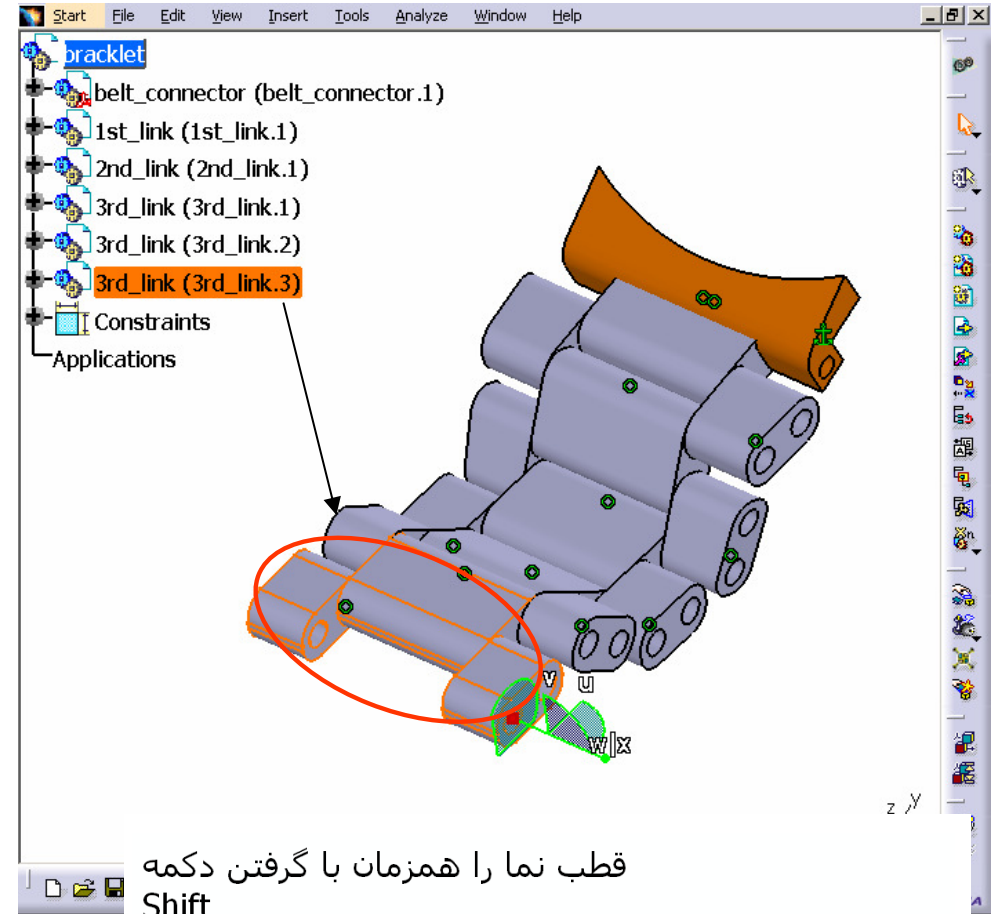 Start File Edit View Insert Tools Analyze Window Help
bracklet
belt_connector (belt_connector.1)
1st_link (1st_link.1)
2nd_link (2nd_link.1)
3rd_link (3rd_link.1)
3rd_link (3rd_link.2)
3rd_link (3rd_link.3)
Constraints
Applications
v u
w|x
z y
قطب نما را همزمان با گرفتن دکمه
Shift